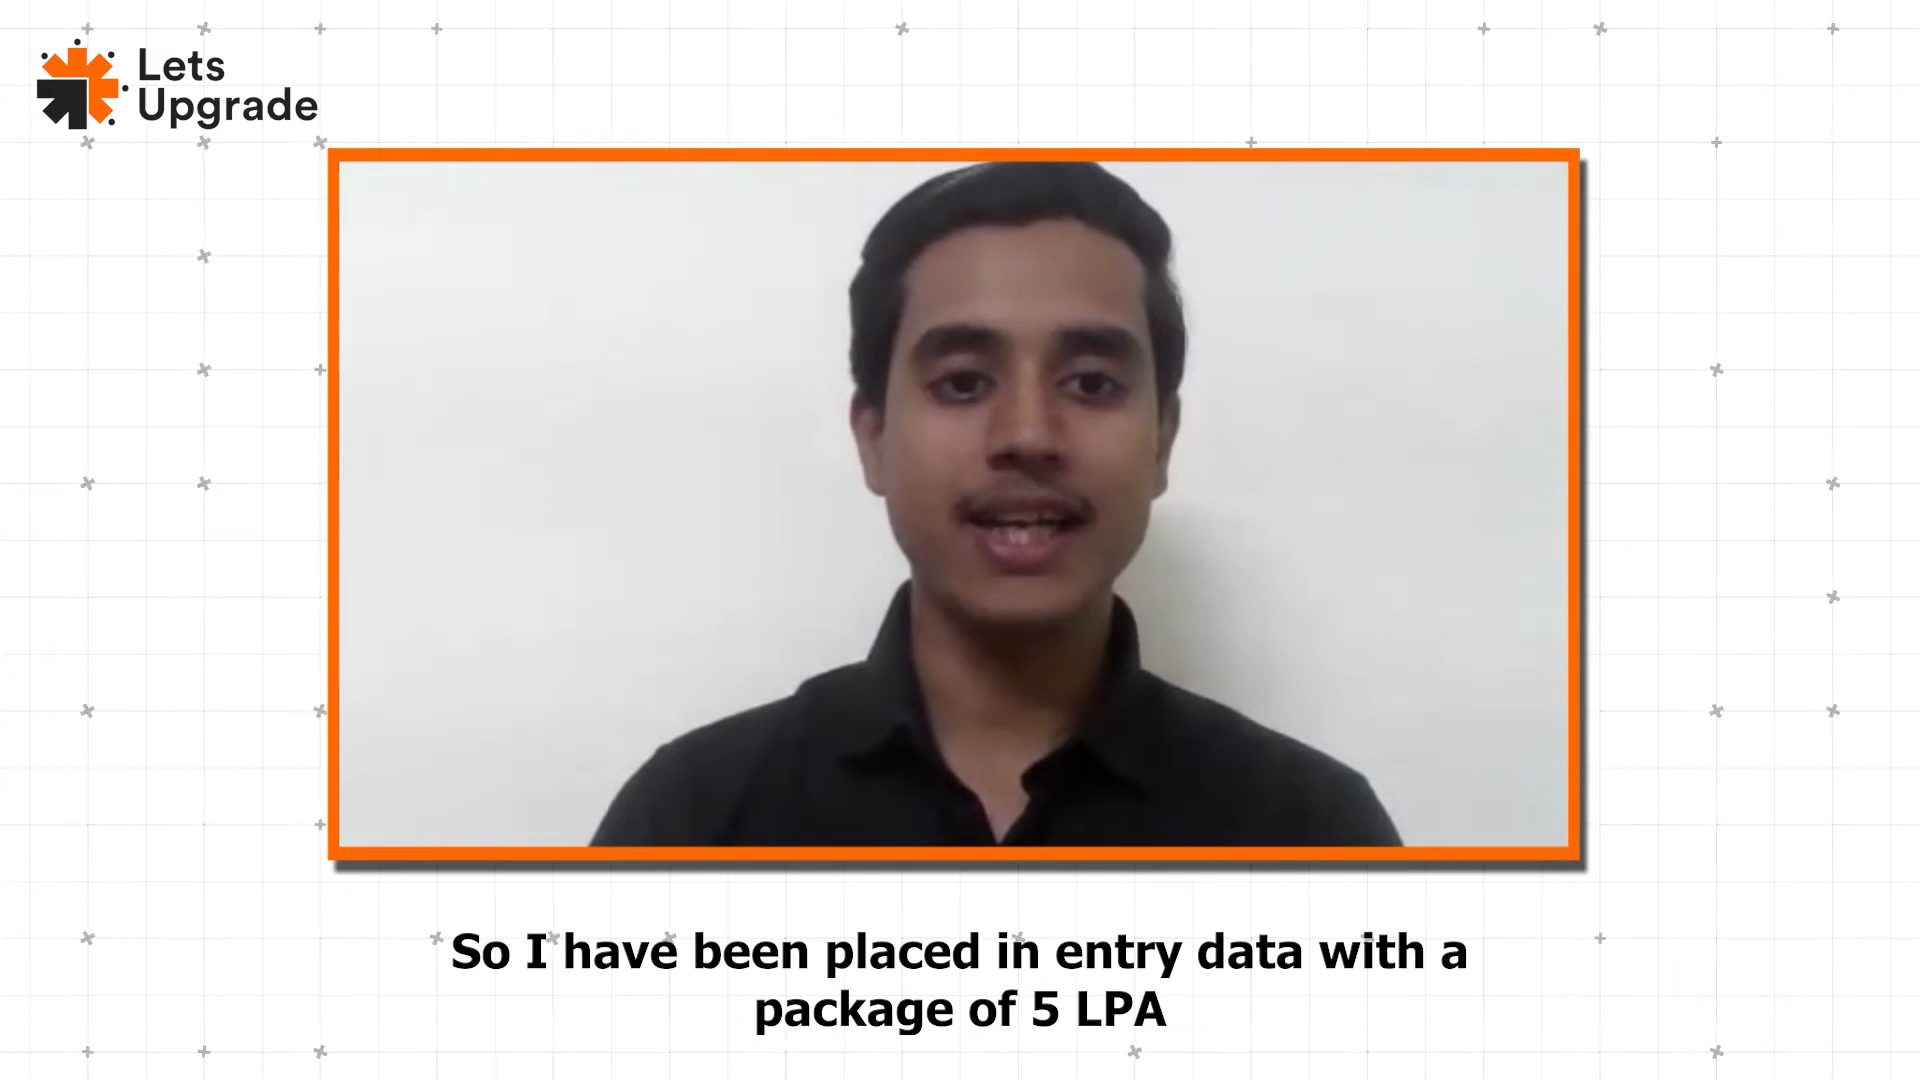 Lets
Upgrade
So I have been placed in entry data with a
package of 5 LPA